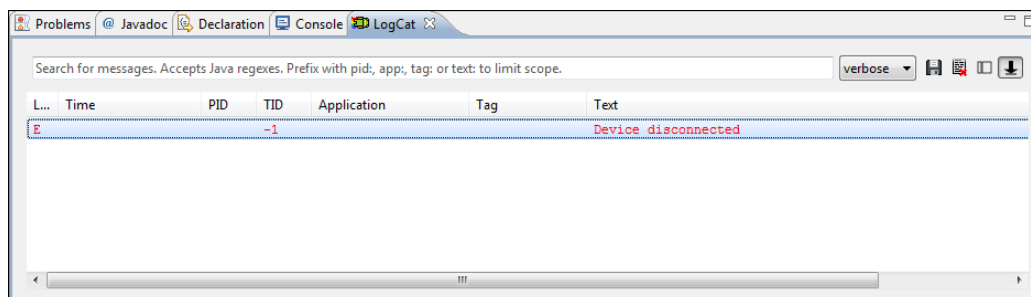 Problems @ Javadoc Declaration Console LogCat
Search for messages. Accepts Java regexes. Prefix with pid:, app:, tag: or text: to limit scope. verbose
L... Time PID TID Application Tag Text
E -1 Device disconnected